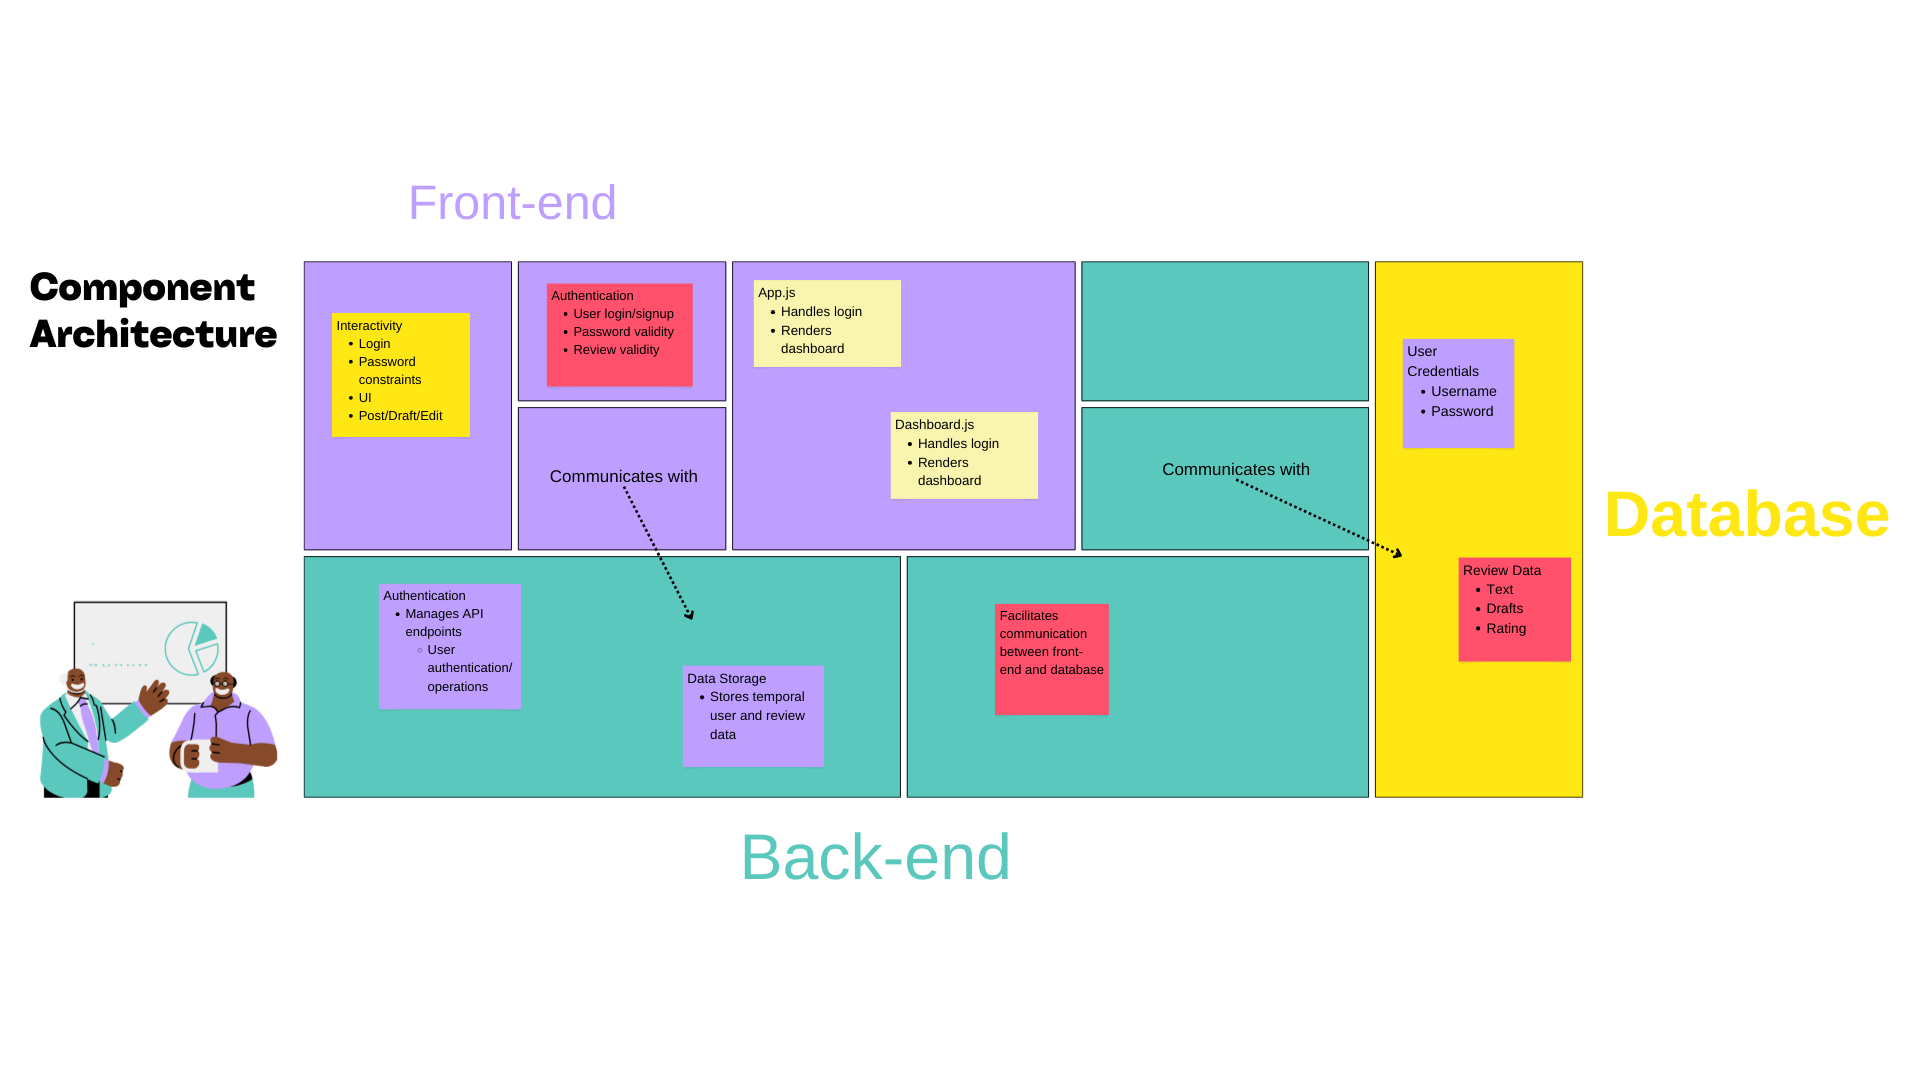 Front-end
Component
Architecture
Interactivity
• Login
• Password
constraints
• UI
• Post/Draft/Edit
Authentication
• User login/signup
• Password validity
• Review validity
Communicates with
App.js
• Handles login
• Renders
dashboard
Dashboard.js
• Handles login
• Renders
dashboard
Communicates with
User
Credentials
• Username
• Password
Database
Review Data
• Text
• Drafts
• Rating
Authentication
• Manages API
endpoints
○ User
authentication/
operations
Data Storage
• Stores temporal
user and review
data
Facilitates
communication
between front-
end and database
Back-end